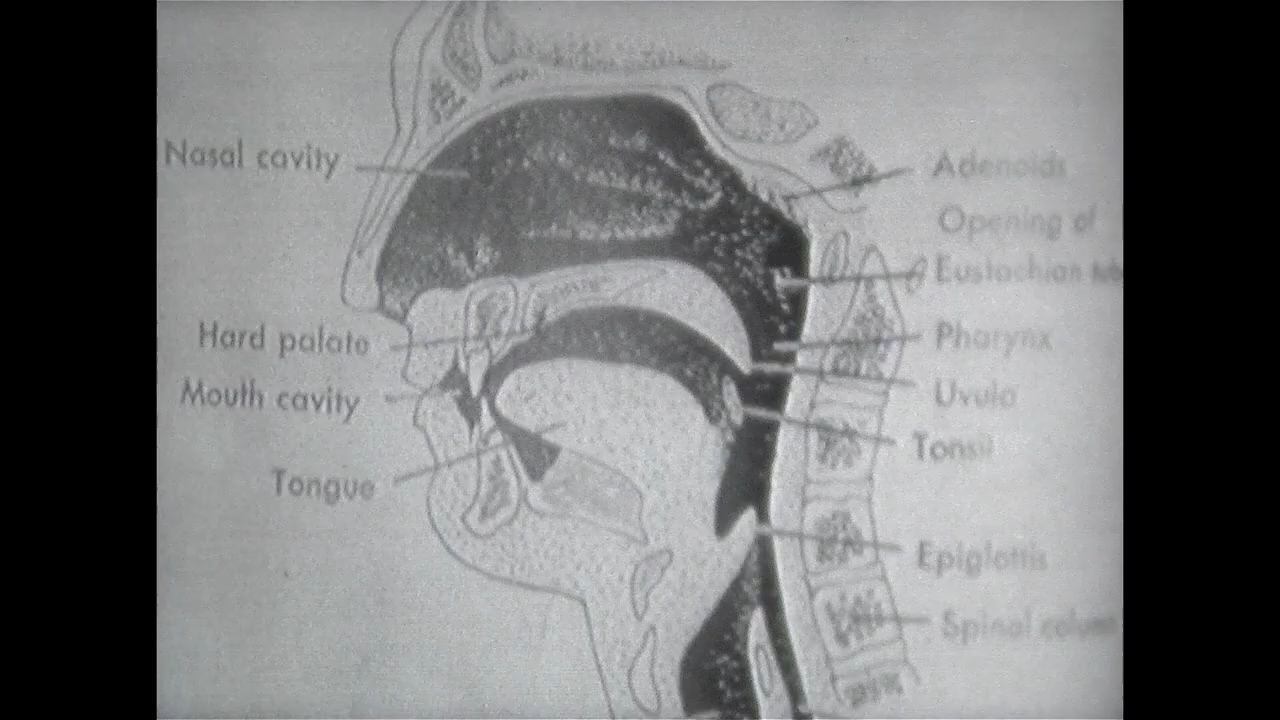 Nasal cavity
Hard palate
Mouth cavity
Tongue
Adenoids
Opening of
Eustachian
Pharynx
Uvula
Tonsil
Epiglottis
Spinal